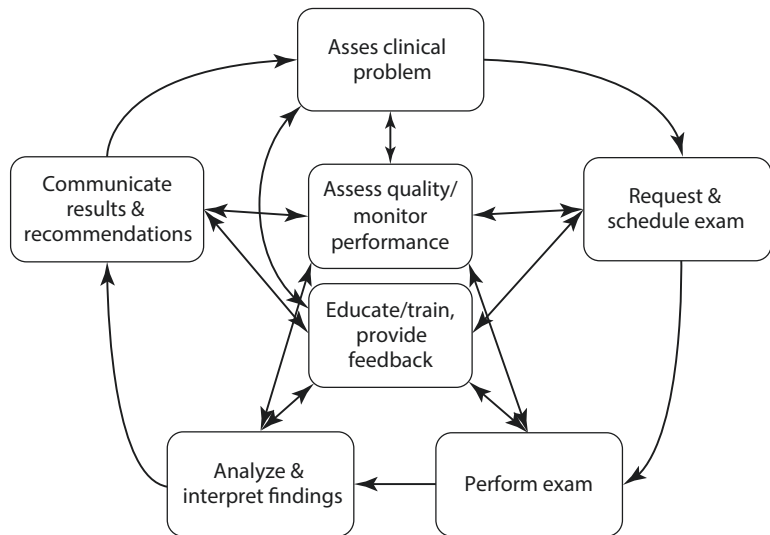 Asses clinical
problem
Communicate
results &
recommendations
Assess quality/
monitor
performance
Request &
schedule exam
Educate/train,
provide
feedback
Analyze &
interpret findings
Perform exam